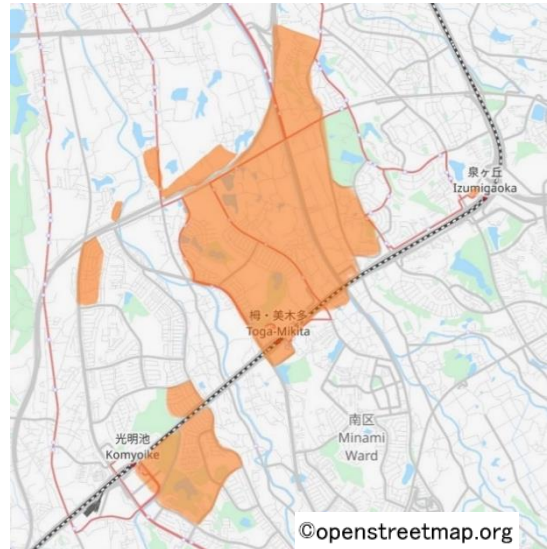 泉ヶ丘
Izumigaoka
栂・美木多
Toga-Mikita
南区
Minami
Ward
光明池
Komyoike
©openstreetmap.org